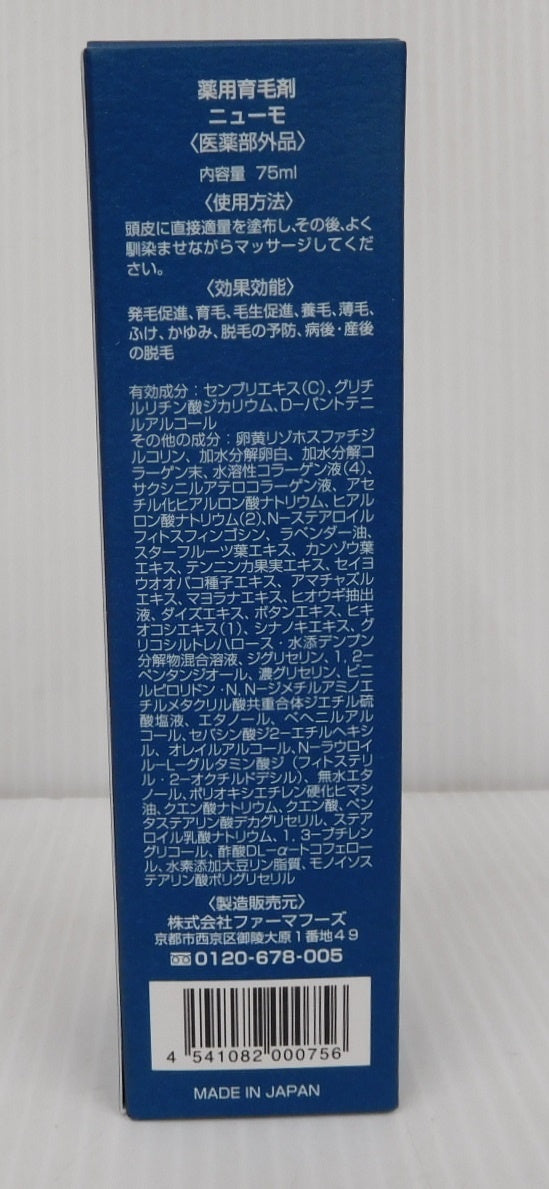 薬用育毛剤
ニューモ
〈医薬部外品〉
内容量 75ml
〈使用方法〉
頭皮に直接適量を塗布し、その後、よく
馴染ませながらマッサージしてくだ
さい。
〈効果効能〉
発毛促進、育毛、毛生促進、養毛、薄毛、
ふけ、かゆみ、脱毛の予防、病後・産後
の脱毛
有効成分：センブリエキス(C)、グリチ
ルリチン酸ジカリウム、D-パントテニ
ルアルコール
その他の成分：卵黄リゾホスファチジ
ルコリン、加水分解卵白、加水分解コ
ラーゲン末、水溶性コラーゲン液(4)、
サクシニルアテロコラーゲン液、アセ
チル化ヒアルロン酸ナトリウム、ヒアル
ロン酸ナトリウム(2)、N-ステアロイル
フィトスフィンゴシン、ラベンダー油、
スターフルーツ葉エキス、カンゾウ葉
エキス、テンニンカ果実エキス、セイヨ
ウオオバコ種子エキス、アマチャヅル
エキス、マヨラナエキス、ヒオウギ抽出
液、ダイズエキス、ボタンエキス、ヒキ
オコシエキス(1)、シナノキエキス、グ
リコシルトレハロース・水添デンプン
分解物混合溶液、ジグリセリン、1,2-
ペンタンジオール、濃グリセリン、ビニ
ルピロリドン・N,N-ジメチルアミノエ
チルメタクリル酸共重合体ジエチル硫
酸塩液、エタノール、ベヘニルアル
コール、セバシン酸ジ2-エチルヘキシ
ル、オレイルアルコール、N-ラウロイ
ル-L-グルタミン酸ジ(フィトステリ
ル・2-オクチルドデシル)、無水エタ
ノール、ポリオキシエチレン硬化ヒマシ
油、クエン酸ナトリウム、クエン酸、ペン
タステアリン酸デカグリセリル、ステア
ロイル乳酸ナトリウム、1,3-ブチレン
グリコール、酢酸DL-α-トコフェロー
ル、水素添加大豆リン脂質、モノイソス
テアリン酸ポリグリセリル
〈製造販売元〉
株式会社ファーマフーズ
京都市西京区御陵大原1番地49
0120-678-005
4 541082 000756
MADE IN JAPAN